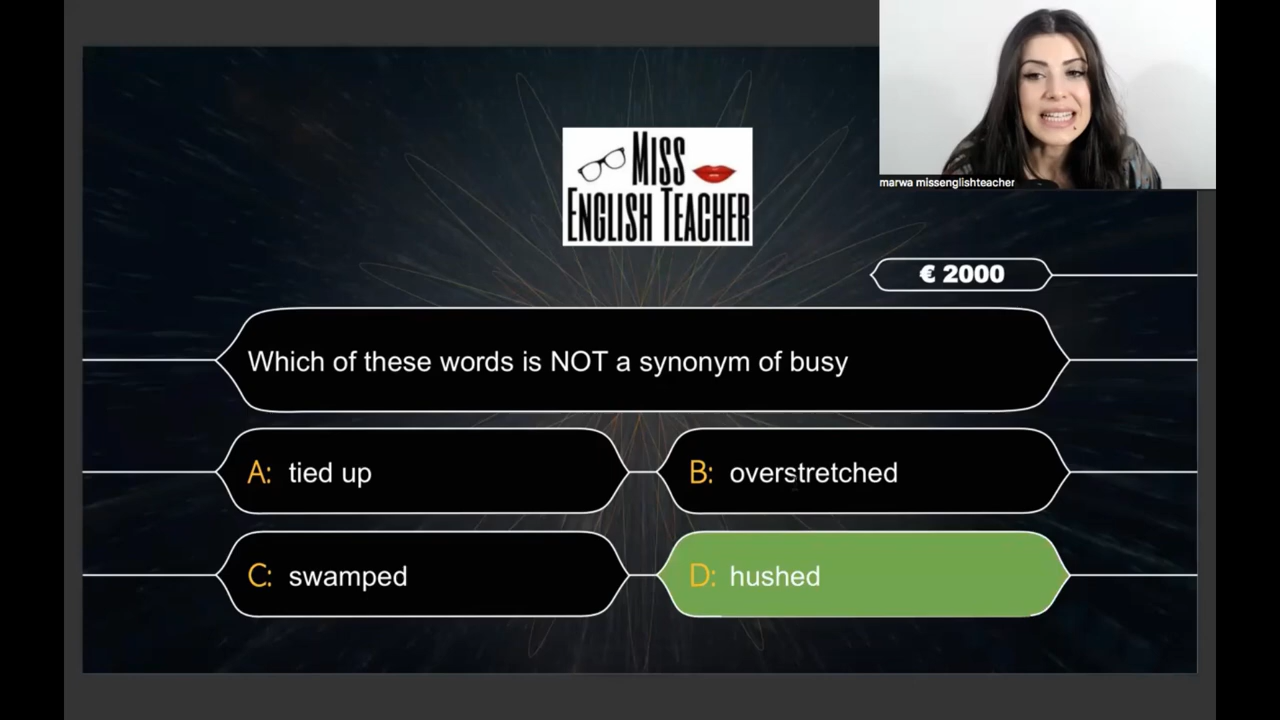 MISS
ENGLISH TEACHER
marwa missenglishteacher
€ 2000
Which of these words is NOT a synonym of busy
A: tied up
B: overstretched
C: swamped
D: hushed